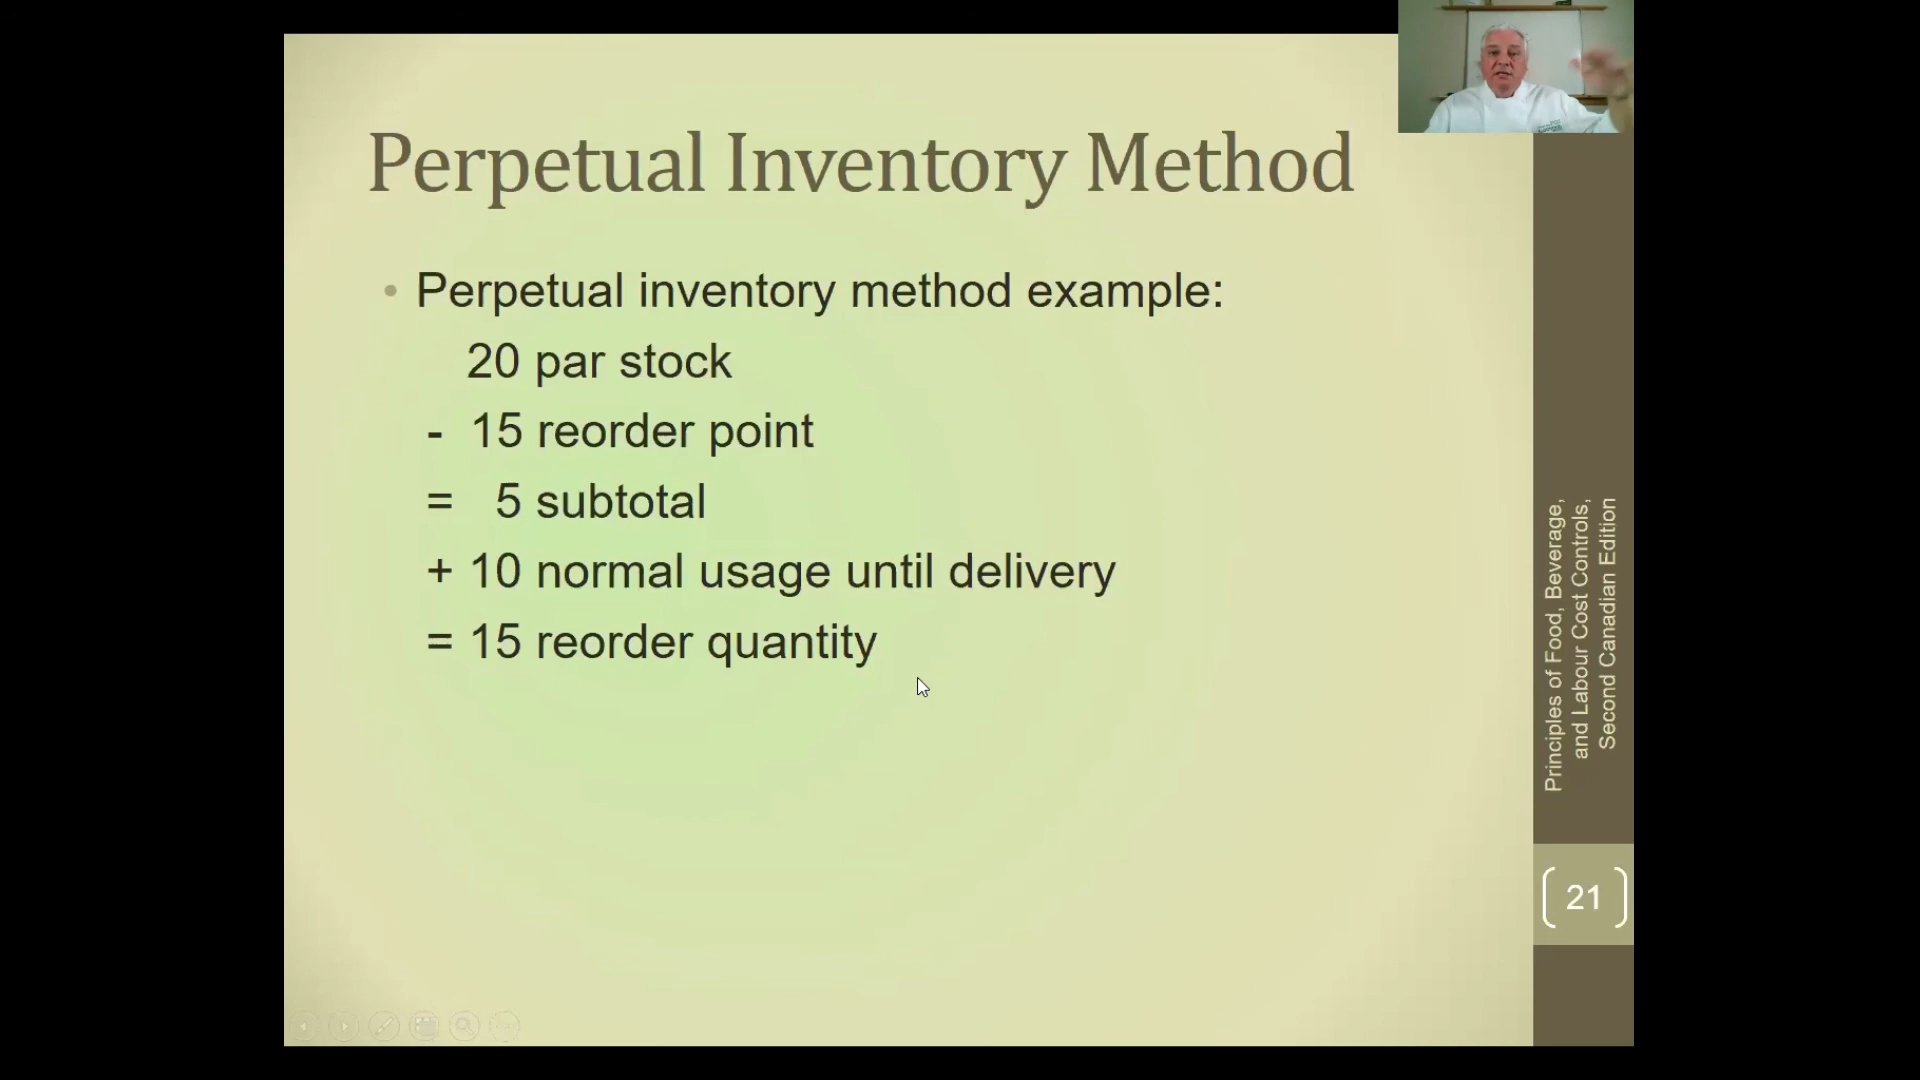 Perpetual Inventory Method
• Perpetual inventory method example:
20 par stock
- 15 reorder point
= 5 subtotal
+ 10 normal usage until delivery
= 15 reorder quantity
Principles of Food, Beverage,
and Labour Cost Controls,
Second Canadian Edition
21